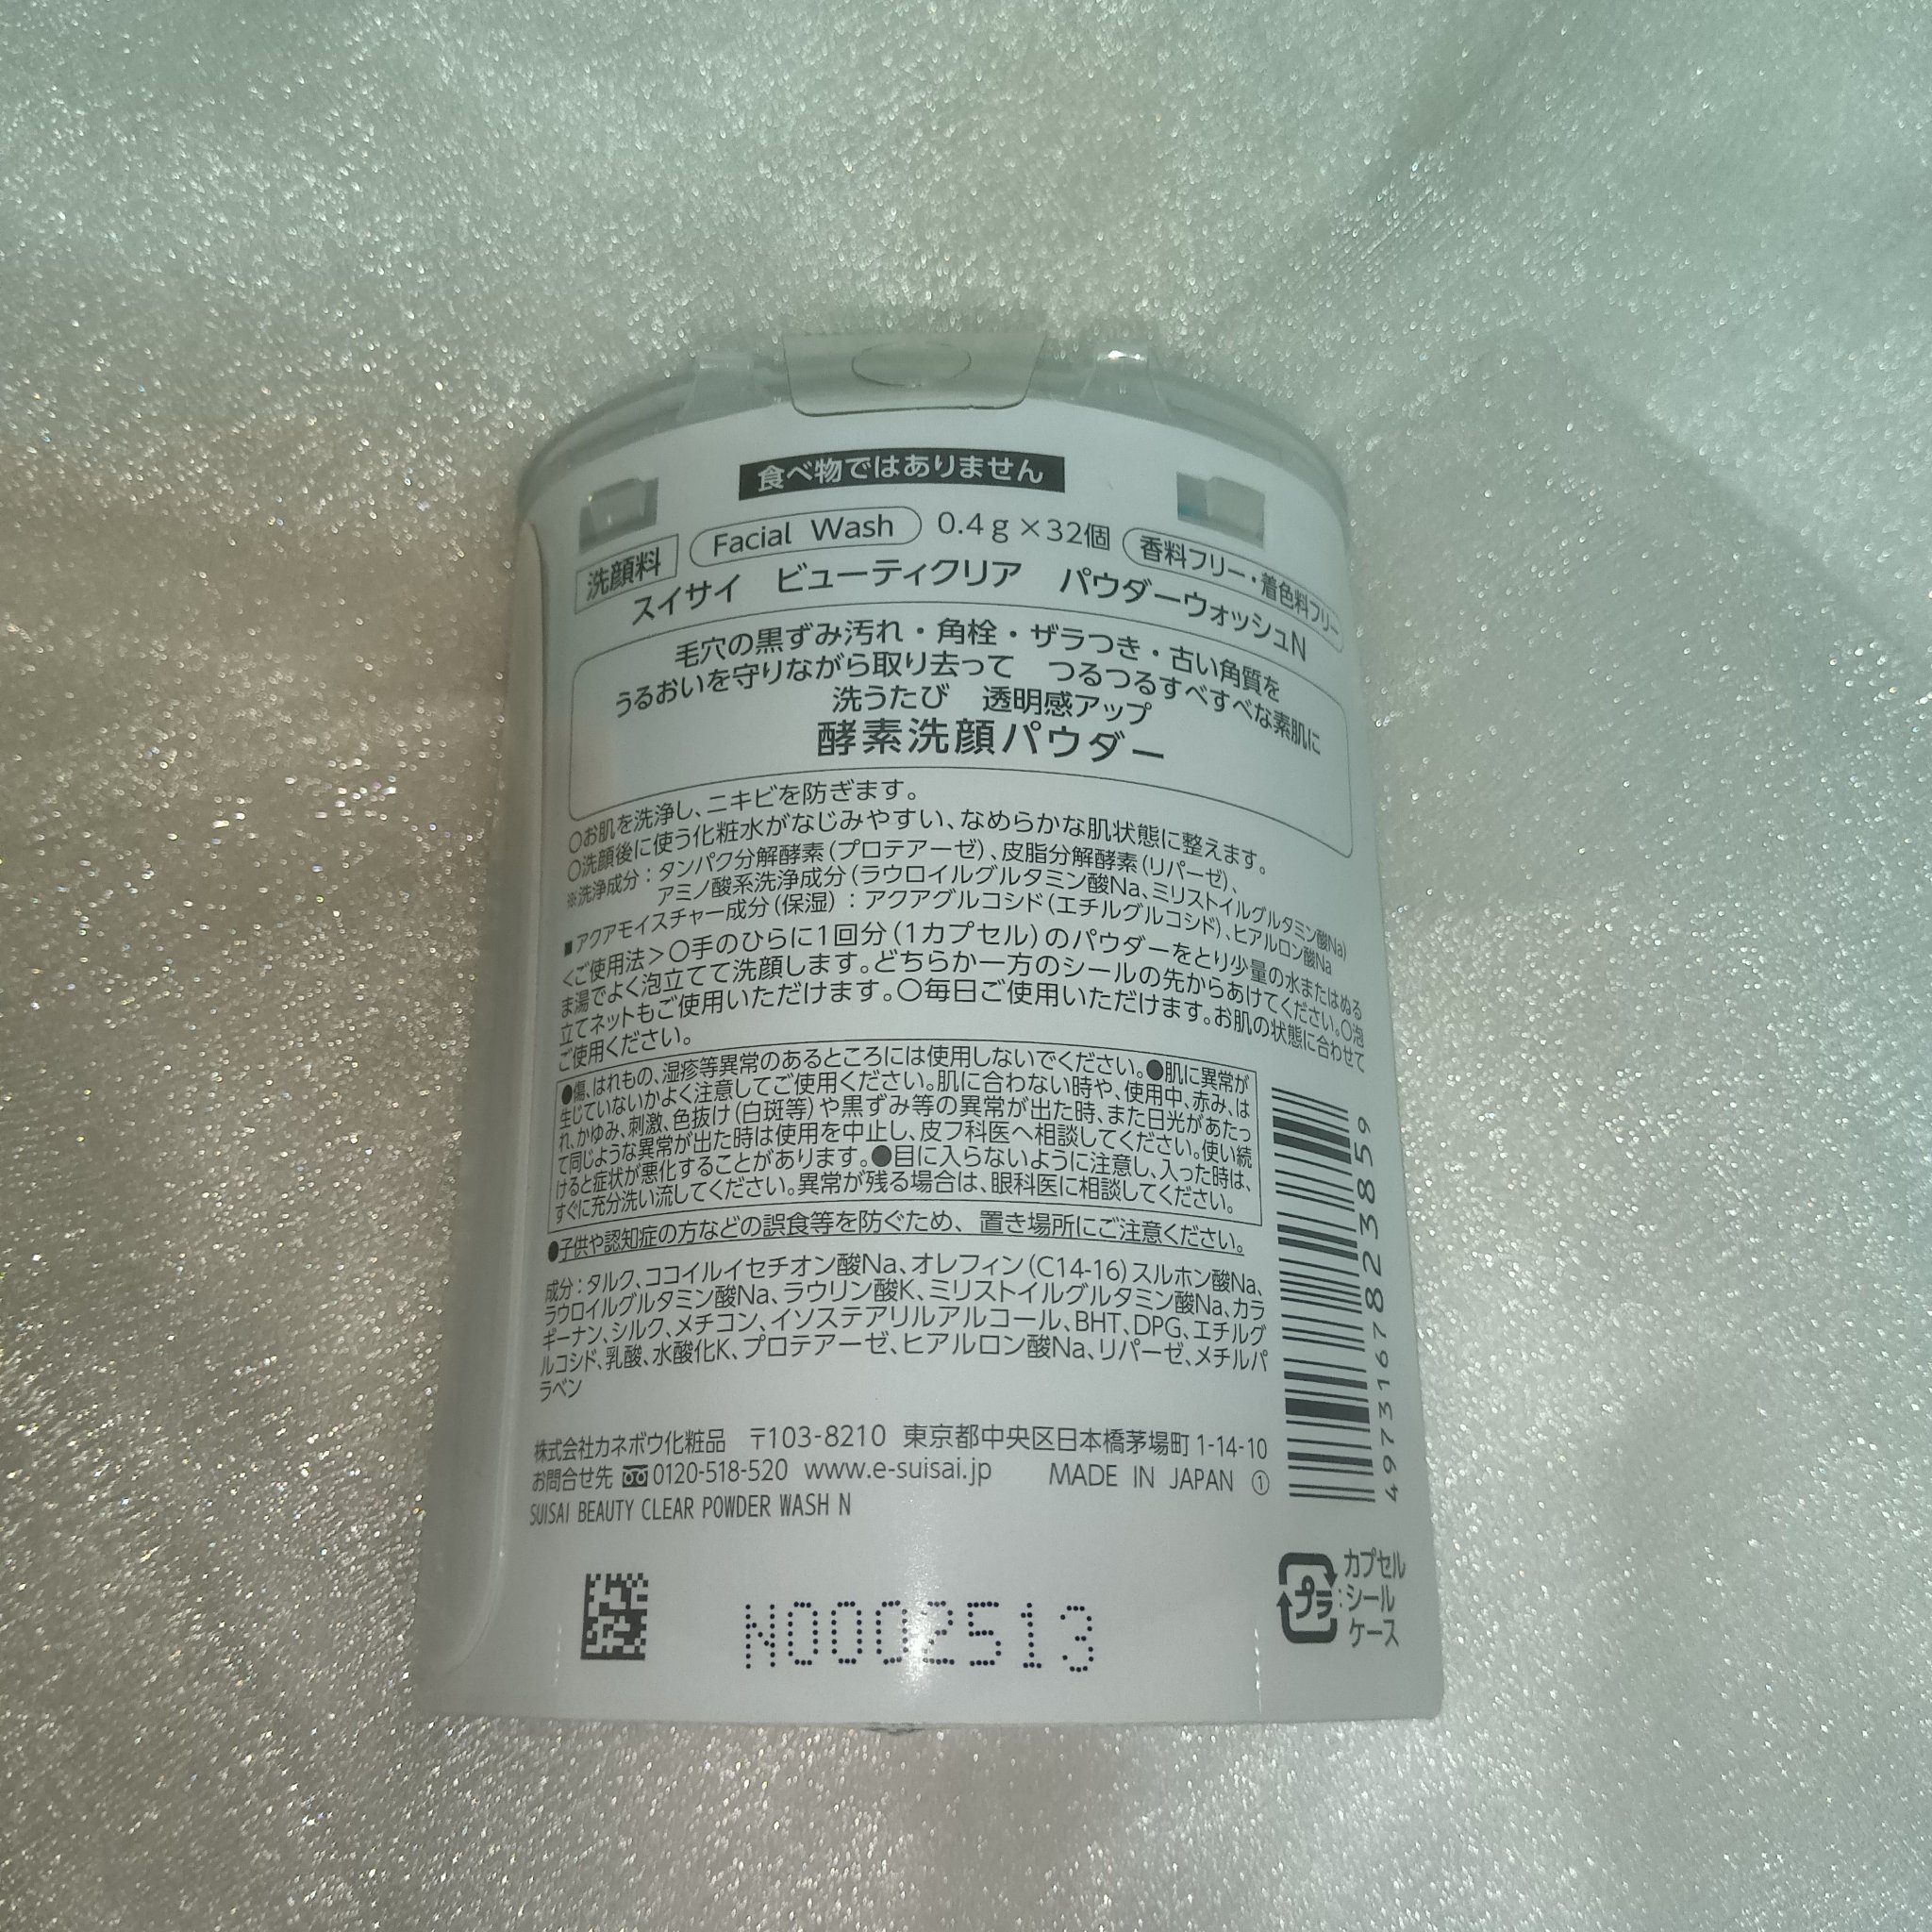 食べ物ではありません
洗顔料 Facial Wash 0.4g×32個 香料フリー・着色料フリー
スイサイ ビューティクリア パウダーウォッシュN
毛穴の黒ずみ汚れ・角栓・ザラつき・古い角質を
うるおいを守りながら取り去って つるつるすべすべな素肌に
洗うたび 透明感アップ
酵素洗顔パウダー
○お肌を洗浄し、ニキビを防ぎます。
○洗顔後に使う化粧水がなじみやすい、なめらかな肌状態に整えます。
※洗浄成分：タンパク分解酵素(プロテアーゼ)、皮脂分解酵素(リパーゼ)、
アミノ酸系洗浄成分(ラウロイルグルタミン酸Na、ミリストイルグルタミン酸Na)
■アクアモイスチャー成分(保湿)：アクアグルコシド(エチルグルコシド)、ヒアルロン酸Na
＜ご使用法＞○手のひらに1回分(1カプセル)のパウダーをとり少量の水またはぬる
ま湯でよく泡立てて洗顔します。どちらか一方のシールの先からあけてください。○泡
立てネットもご使用いただけます。○毎日ご使用いただけます。お肌の状態に合わせて
ご使用ください。
●傷、はれもの、湿疹等異常のあるところには使用しないでください。●肌に異常が
生じていないかよく注意してご使用ください。肌に合わない時や、使用中、赤み、は
れ、かゆみ、刺激、色抜け(白斑等)や黒ずみ等の異常が出た時、また日光があたっ
て同じような異常が出た時は使用を中止し、皮フ科医へ相談してください。使い続
けると症状が悪化することがあります。●目に入らないように注意し、入った時は、
すぐに充分洗い流してください。異常が残る場合は、眼科医に相談してください。
●子供や認知症の方などの誤食等を防ぐため、置き場所にご注意ください。
成分：タルク、ココイルイセチオン酸Na、オレフィン(C14-16)スルホン酸Na、
ラウロイルグルタミン酸Na、ラウリン酸K、ミリストイルグルタミン酸Na、カラ
ギーナン、シルク、メチコン、イソステアリルアルコール、BHT、DPG、エチルグ
ルコシド、乳酸、水酸化K、プロテアーゼ、ヒアルロン酸Na、リパーゼ、メチルパ
ラベン
株式会社カネボウ化粧品 〒103-8210 東京都中央区日本橋茅場町1-14-10
お問合せ先 0120-518-520 www.e-suisai.jp MADE IN JAPAN ①
SUISAI BEAUTY CLEAR POWDER WASH N
4973167823859
N0002513
プラ：カプセル
シール
ケース